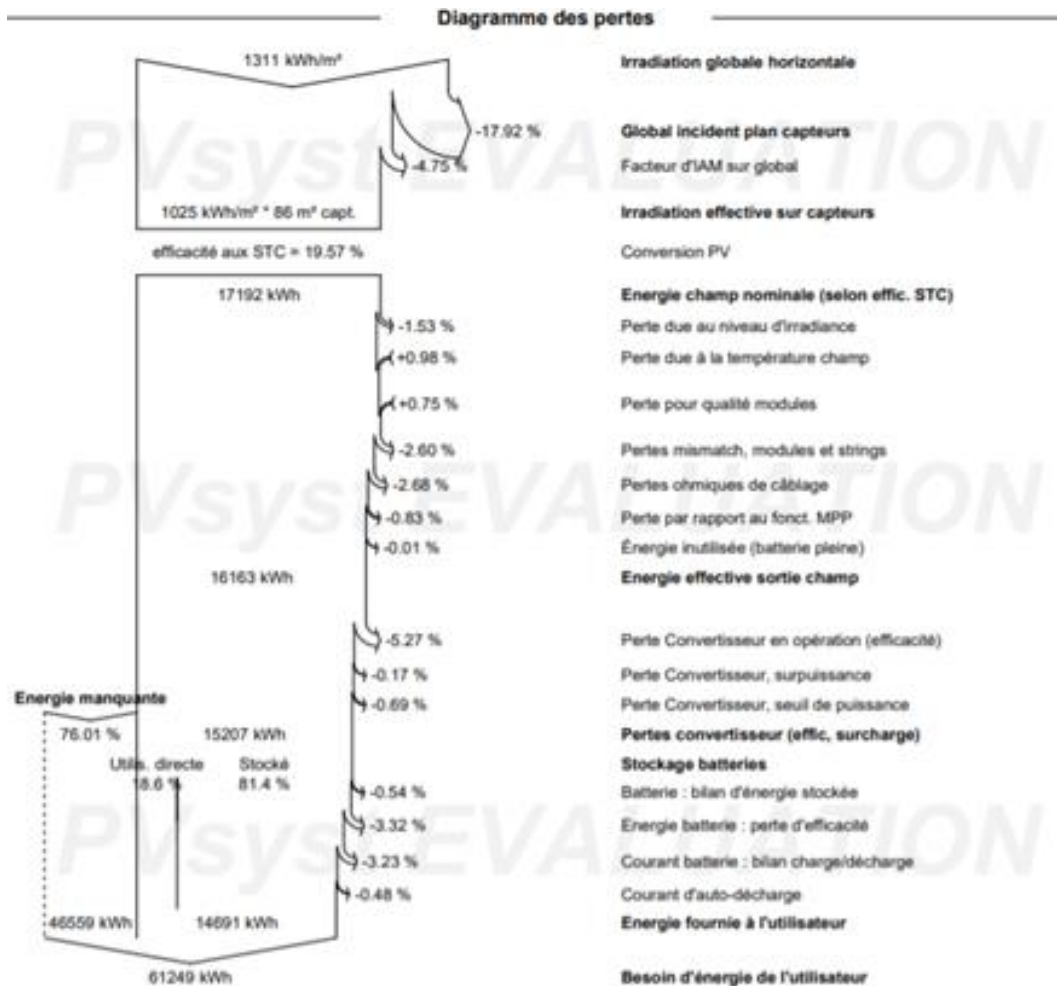 Diagramme des pertes
1311 kWh/m² Irradiation globale horizontale
-17.92 % Global incident plan capteurs
-4.75 % Facteur d'IAM sur global
1025 kWh/m² * 86 m² capt. Irradiation effective sur capteurs
efficacité aux STC = 19.57 % Conversion PV
17192 kWh Energie champ nominale (selon effic. STC)
-1.53 % Perte due au niveau d'irradiance
+0.98 % Perte due à la température champ
+0.75 % Perte pour qualité modules
-2.60 % Pertes mismatch, modules et strings
-2.68 % Pertes ohmiques de câblage
-0.83 % Perte par rapport au fonct. MPP
-0.01 % Énergie inutilisée (batterie pleine)
16163 kWh Energie effective sortie champ
-5.27 % Perte Convertisseur en opération (efficacité)
-0.17 % Perte Convertisseur, surpuissance
-0.69 % Perte Convertisseur, seuil de puissance
Energie manquante
76.01 % 15207 kWh Pertes convertisseur (effic, surcharge)
Utilis. directe Stocké Stockage batteries
18.6 % 81.4 %
-0.54 % Batterie : bilan d'énergie stockée
-3.32 % Energie batterie : perte d'efficacité
-3.23 % Courant batterie : bilan charge/décharge
-0.48 % Courant d'auto-décharge
46559 kWh 14691 kWh Energie fournie à l'utilisateur
61249 kWh Besoin d'énergie de l'utilisateur
PVsyst EVALUATION
PVsyst EVALUATION
PVsyst EVALUATION